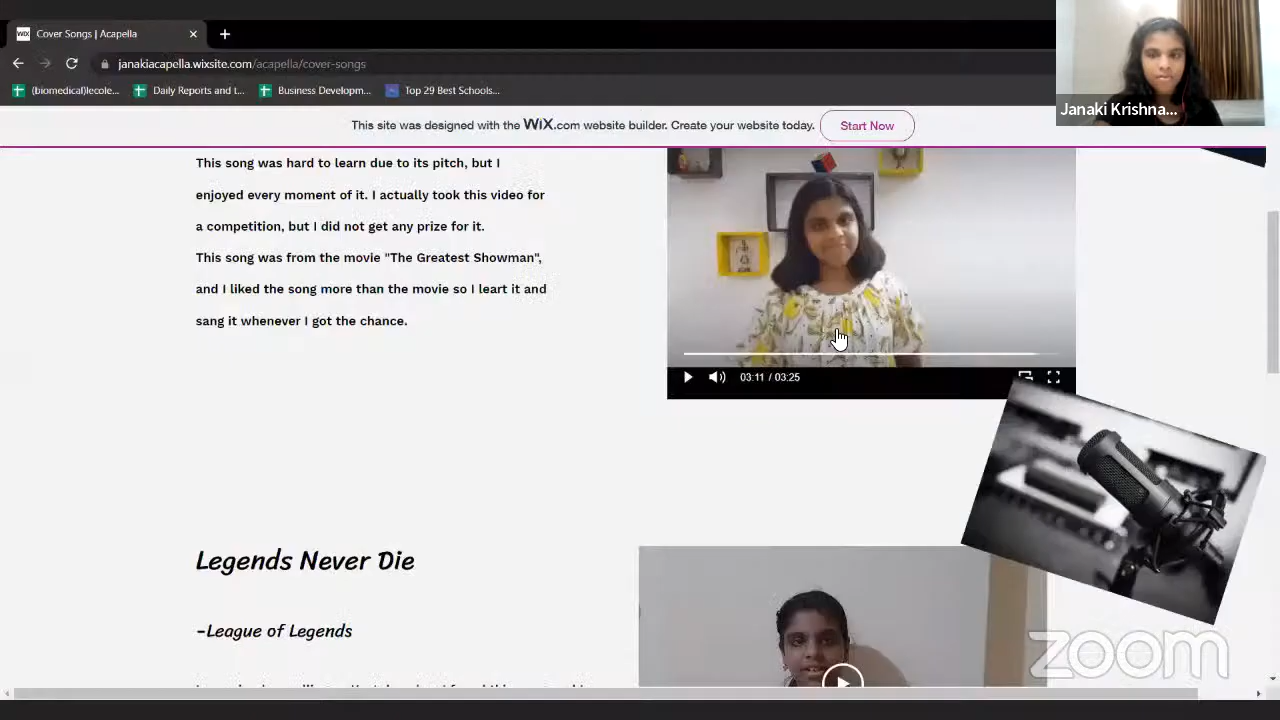 Cover Songs | Acapella
janakiacapella.wixsite.com/acapella/cover-songs
(biomedical)lecole...
Daily Reports and t...
Business Developm...
Top 29 Best Schools...
Janaki Krishna...
This site was designed with the WiX.com website builder. Create your website today.
Start Now
This song was hard to learn due to its pitch, but I
enjoyed every moment of it. I actually took this video for
a competition, but I did not get any prize for it.
This song was from the movie "The Greatest Showman",
and I liked the song more than the movie so I leart it and
sang it whenever I got the chance.
03:11 / 03:25
Legends Never Die
-League of Legends
zoom